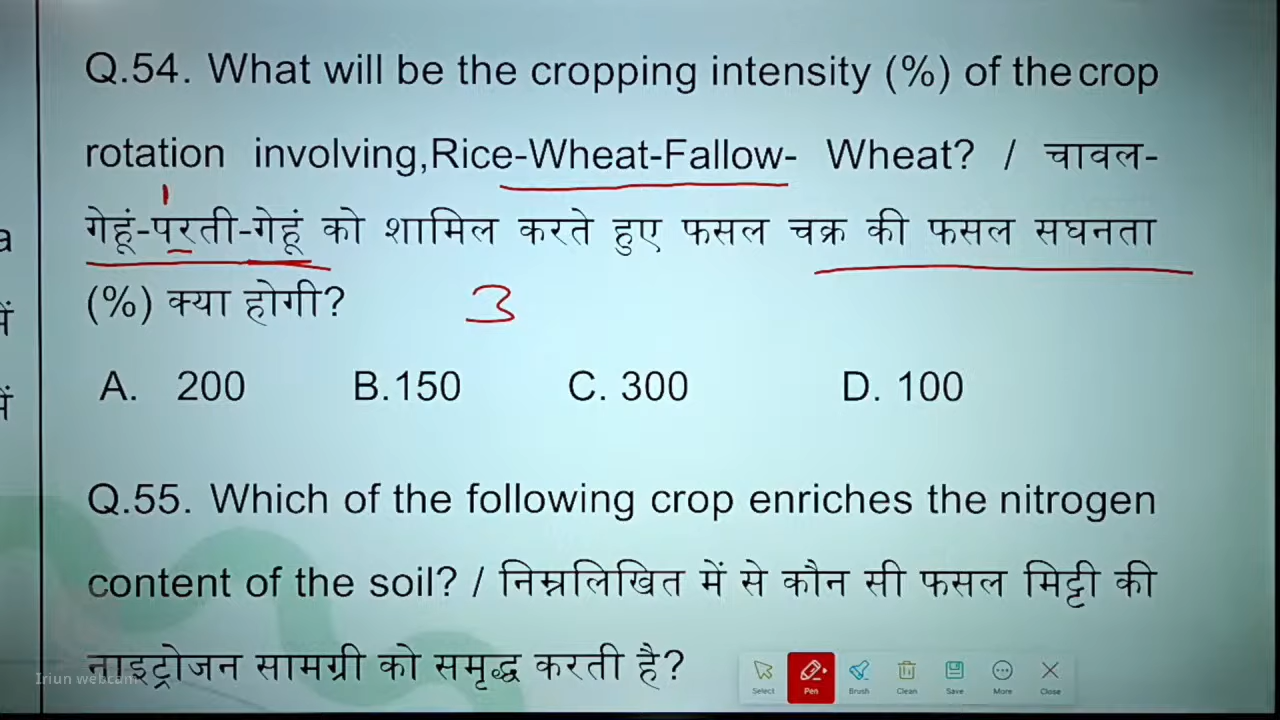 Q.54. What will be the cropping intensity (%) of the crop
rotation involving,Rice-Wheat-Fallow- Wheat? / चावल-
गेहूं-परती-गेहूं को शामिल करते हुए फसल चक्र की फसल सघनता
(%) क्या होगी? 3
A. 200 B.150 C. 300 D. 100
Q.55. Which of the following crop enriches the nitrogen
content of the soil? / निम्नलिखित में से कौन सी फसल मिट्टी की
नाइट्रोजन सामग्री को समृद्ध करती है?
a
में
में
Iriun webcam
Select Pen Brush Clean Save More Close